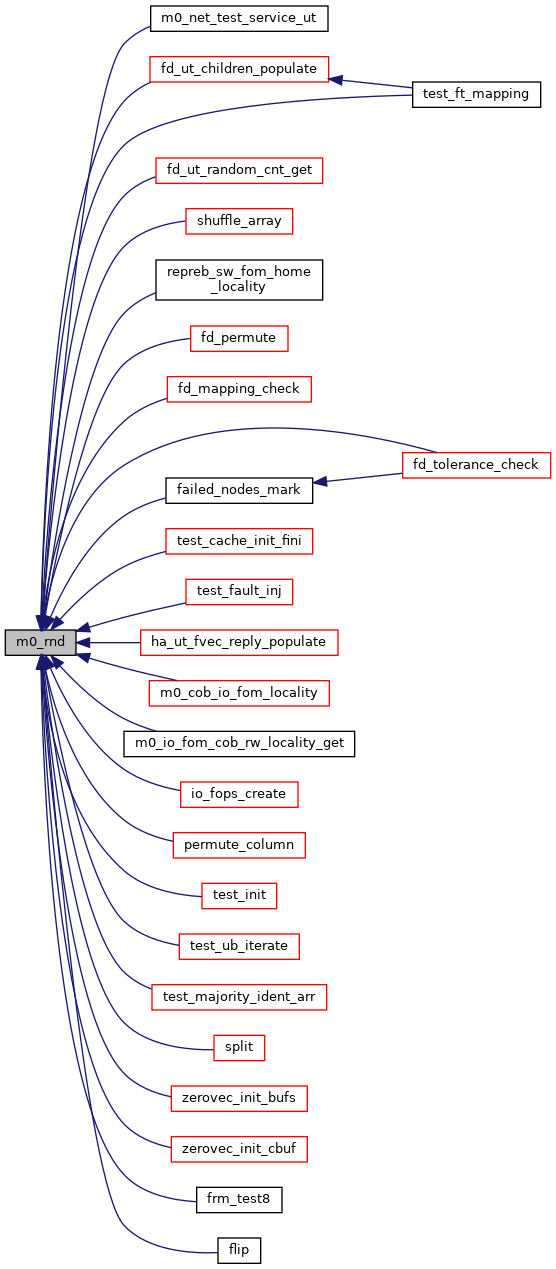 m0_net_test_service_ut
fd_ut_children_populate
test_ft_mapping
fd_ut_random_cnt_get
shuffle_array
repreb_sw_fom_home
_locality
fd_permute
fd_mapping_check
fd_tolerance_check
failed_nodes_mark
test_cache_init_fini
test_fault_inj
m0_rnd
ha_ut_fvec_reply_populate
m0_cob_io_fom_locality
m0_io_fom_cob_rw_locality_get
io_fops_create
permute_column
test_init
test_ub_iterate
test_majority_ident_arr
split
zerovec_init_bufs
zerovec_init_cbuf
frm_test8
flip